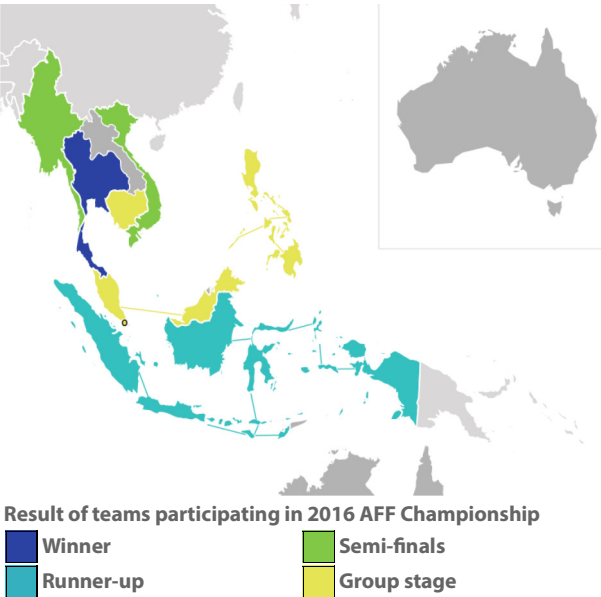 Result of teams participating in 2016 AFF Championship
Winner
Semi-finals
Runner-up
Group stage